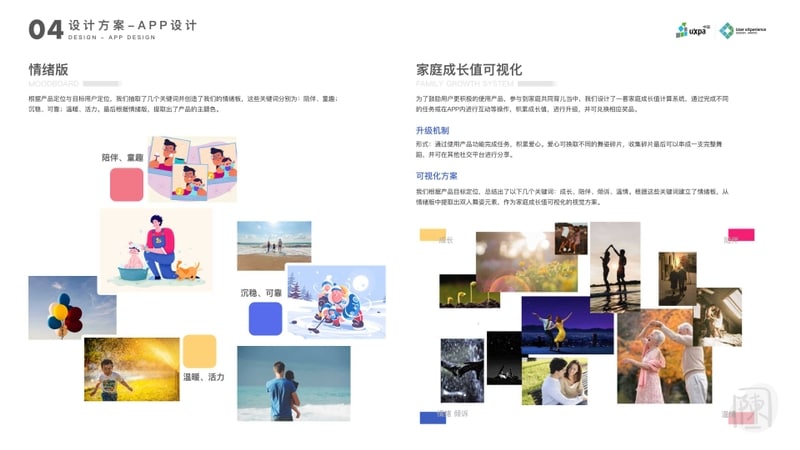 04 设计方案-APP设计
DESIGN - APP DESIGN
uxpa 中国
User eXperience
情绪版
MOODBOARD
根据产品定位与目标用户定位，我们抽取了几个关键词并创造了我们的情绪板，这些关键词分别为：陪伴、童趣；
沉稳、可靠；温暖、活力。最后根据情绪版，提取出了产品的主题色。
陪伴、童趣
沉稳、可靠
温暖、活力
家庭成长值可视化
FAMILY GROWTH SYSTEM
为了鼓励用户更积极的使用产品，参与到家庭共同育儿当中，我们设计了一套家庭成长值计算系统，通过完成不同
的任务或在APP内进行互动等操作，积累成长值，进行升级，并可兑换相应奖品。
升级机制
形式：通过使用产品功能完成任务，积累爱心。爱心可换取不同的舞姿碎片，收集碎片最后可以串成一支完整舞
蹈，并可在其他社交平台进行分享。
可视化方案
我们根据产品目标定位，总结出了以下几个关键词：成长，陪伴，倾诉，温情。根据这些关键词建立了情绪板，从
情绪板中提取出双人舞姿元素，作为家庭成长值可视化的视觉方案。
成长
倾诉
陳